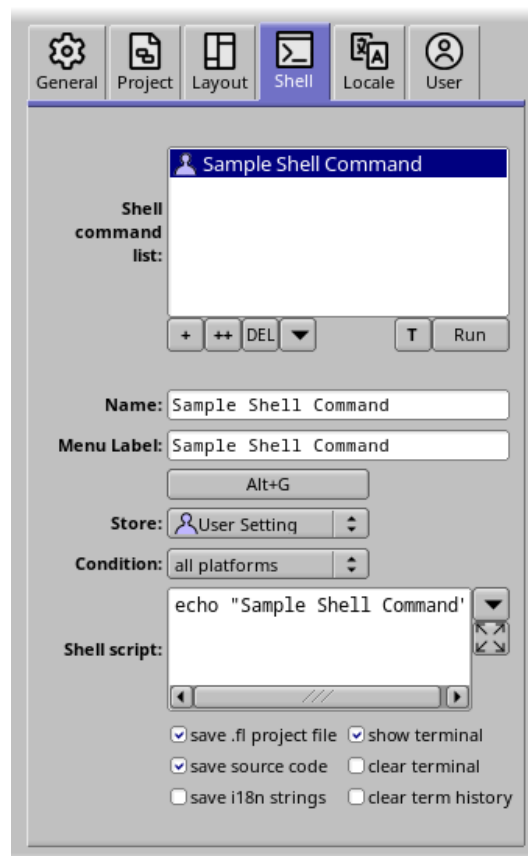 General Project Layout Shell Locale User
Sample Shell Command
Shell
command
list:
+ ++ DEL T Run
Name: Sample Shell Command
Menu Label: Sample Shell Command
Alt+G
Store: User Setting
Condition: all platforms
echo "Sample Shell Command'
Shell script:
save .fl project file show terminal
save source code clear terminal
save i18n strings clear term history